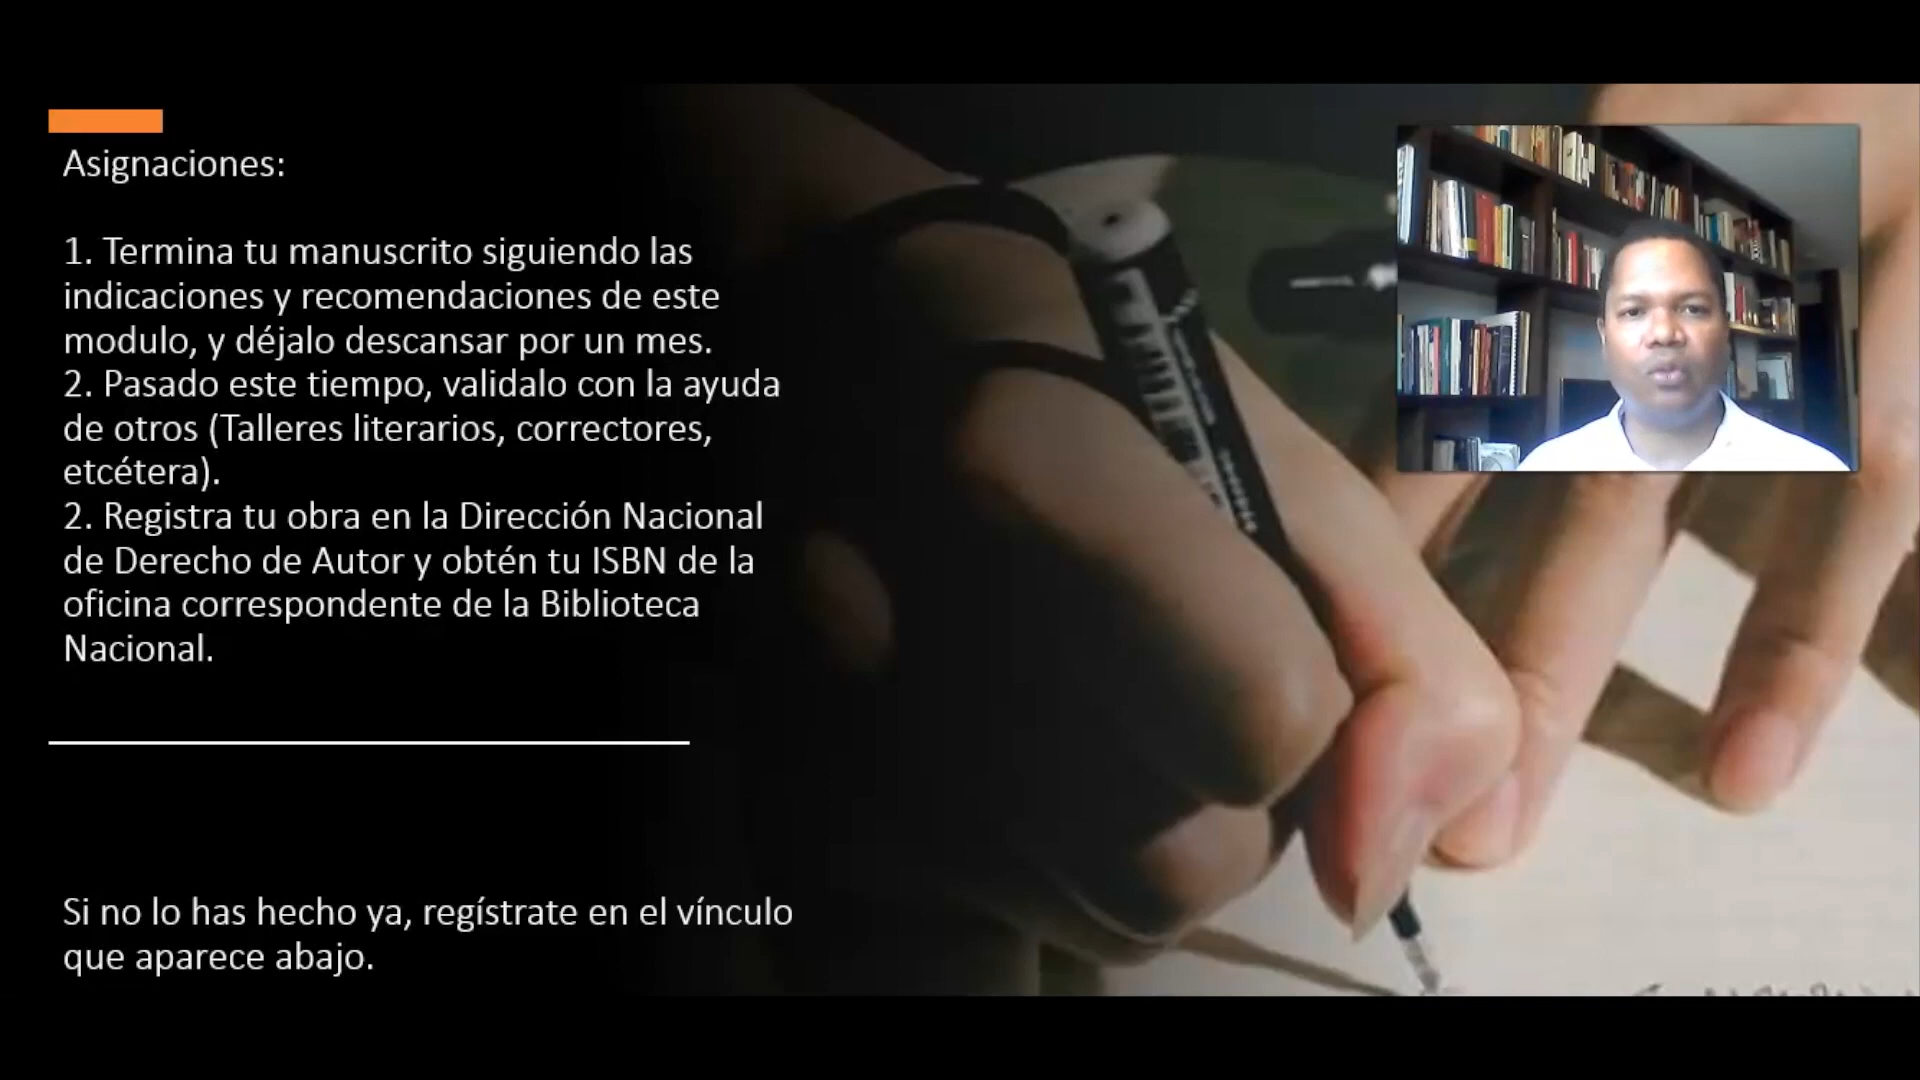 Asignaciones:
1. Termina tu manuscrito siguiendo las
indicaciones y recomendaciones de este
modulo, y déjalo descansar por un mes.
2. Pasado este tiempo, validalo con la ayuda
de otros (Talleres literarios, correctores,
etcétera).
2. Registra tu obra en la Dirección Nacional
de Derecho de Autor y obtén tu ISBN de la
oficina correspondente de la Biblioteca
Nacional.
Si no lo has hecho ya, regístrate en el vínculo
que aparece abajo.